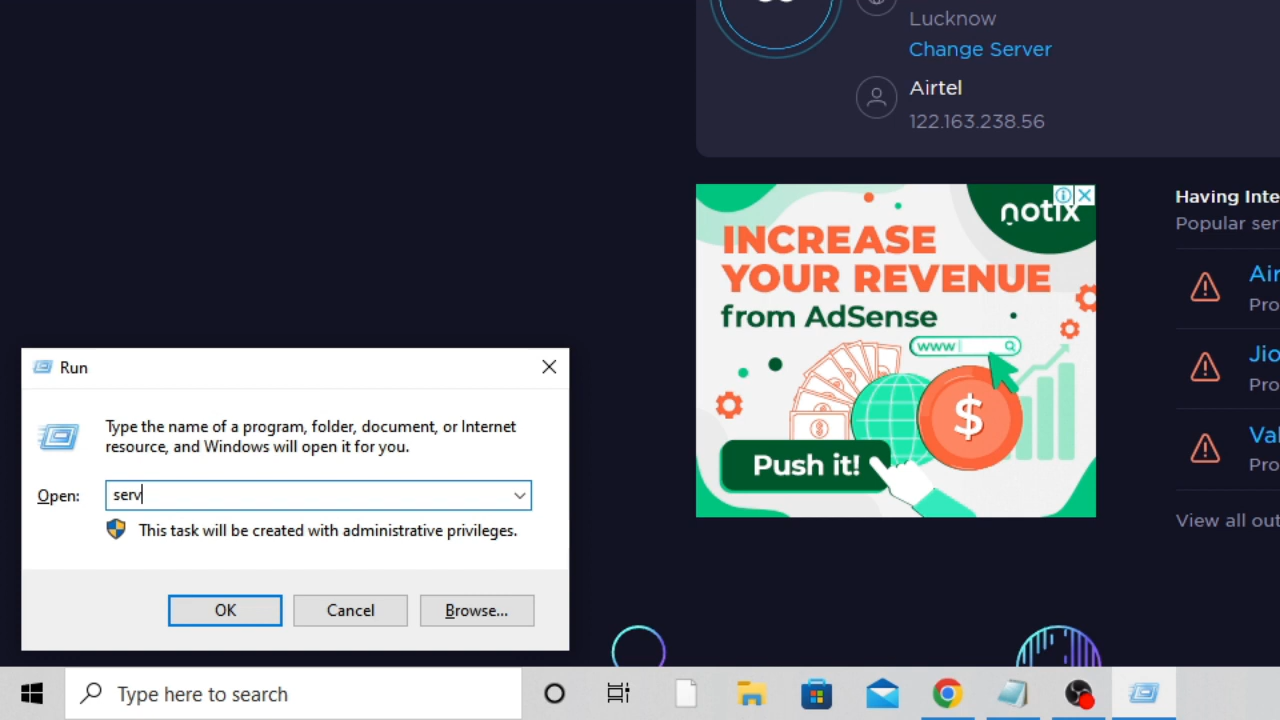 Lucknow
Change Server
Airtel
122.163.238.56
notix
INCREASE
YOUR REVENUE
from AdSense
www
$
Push it!
Having Inte
Popular ser
Air
Pro
Jio
Pro
Pro
View all out
Run
Type the name of a program, folder, document, or Internet
resource, and Windows will open it for you.
Open: serv
This task will be created with administrative privileges.
OK Cancel Browse...
Type here to search